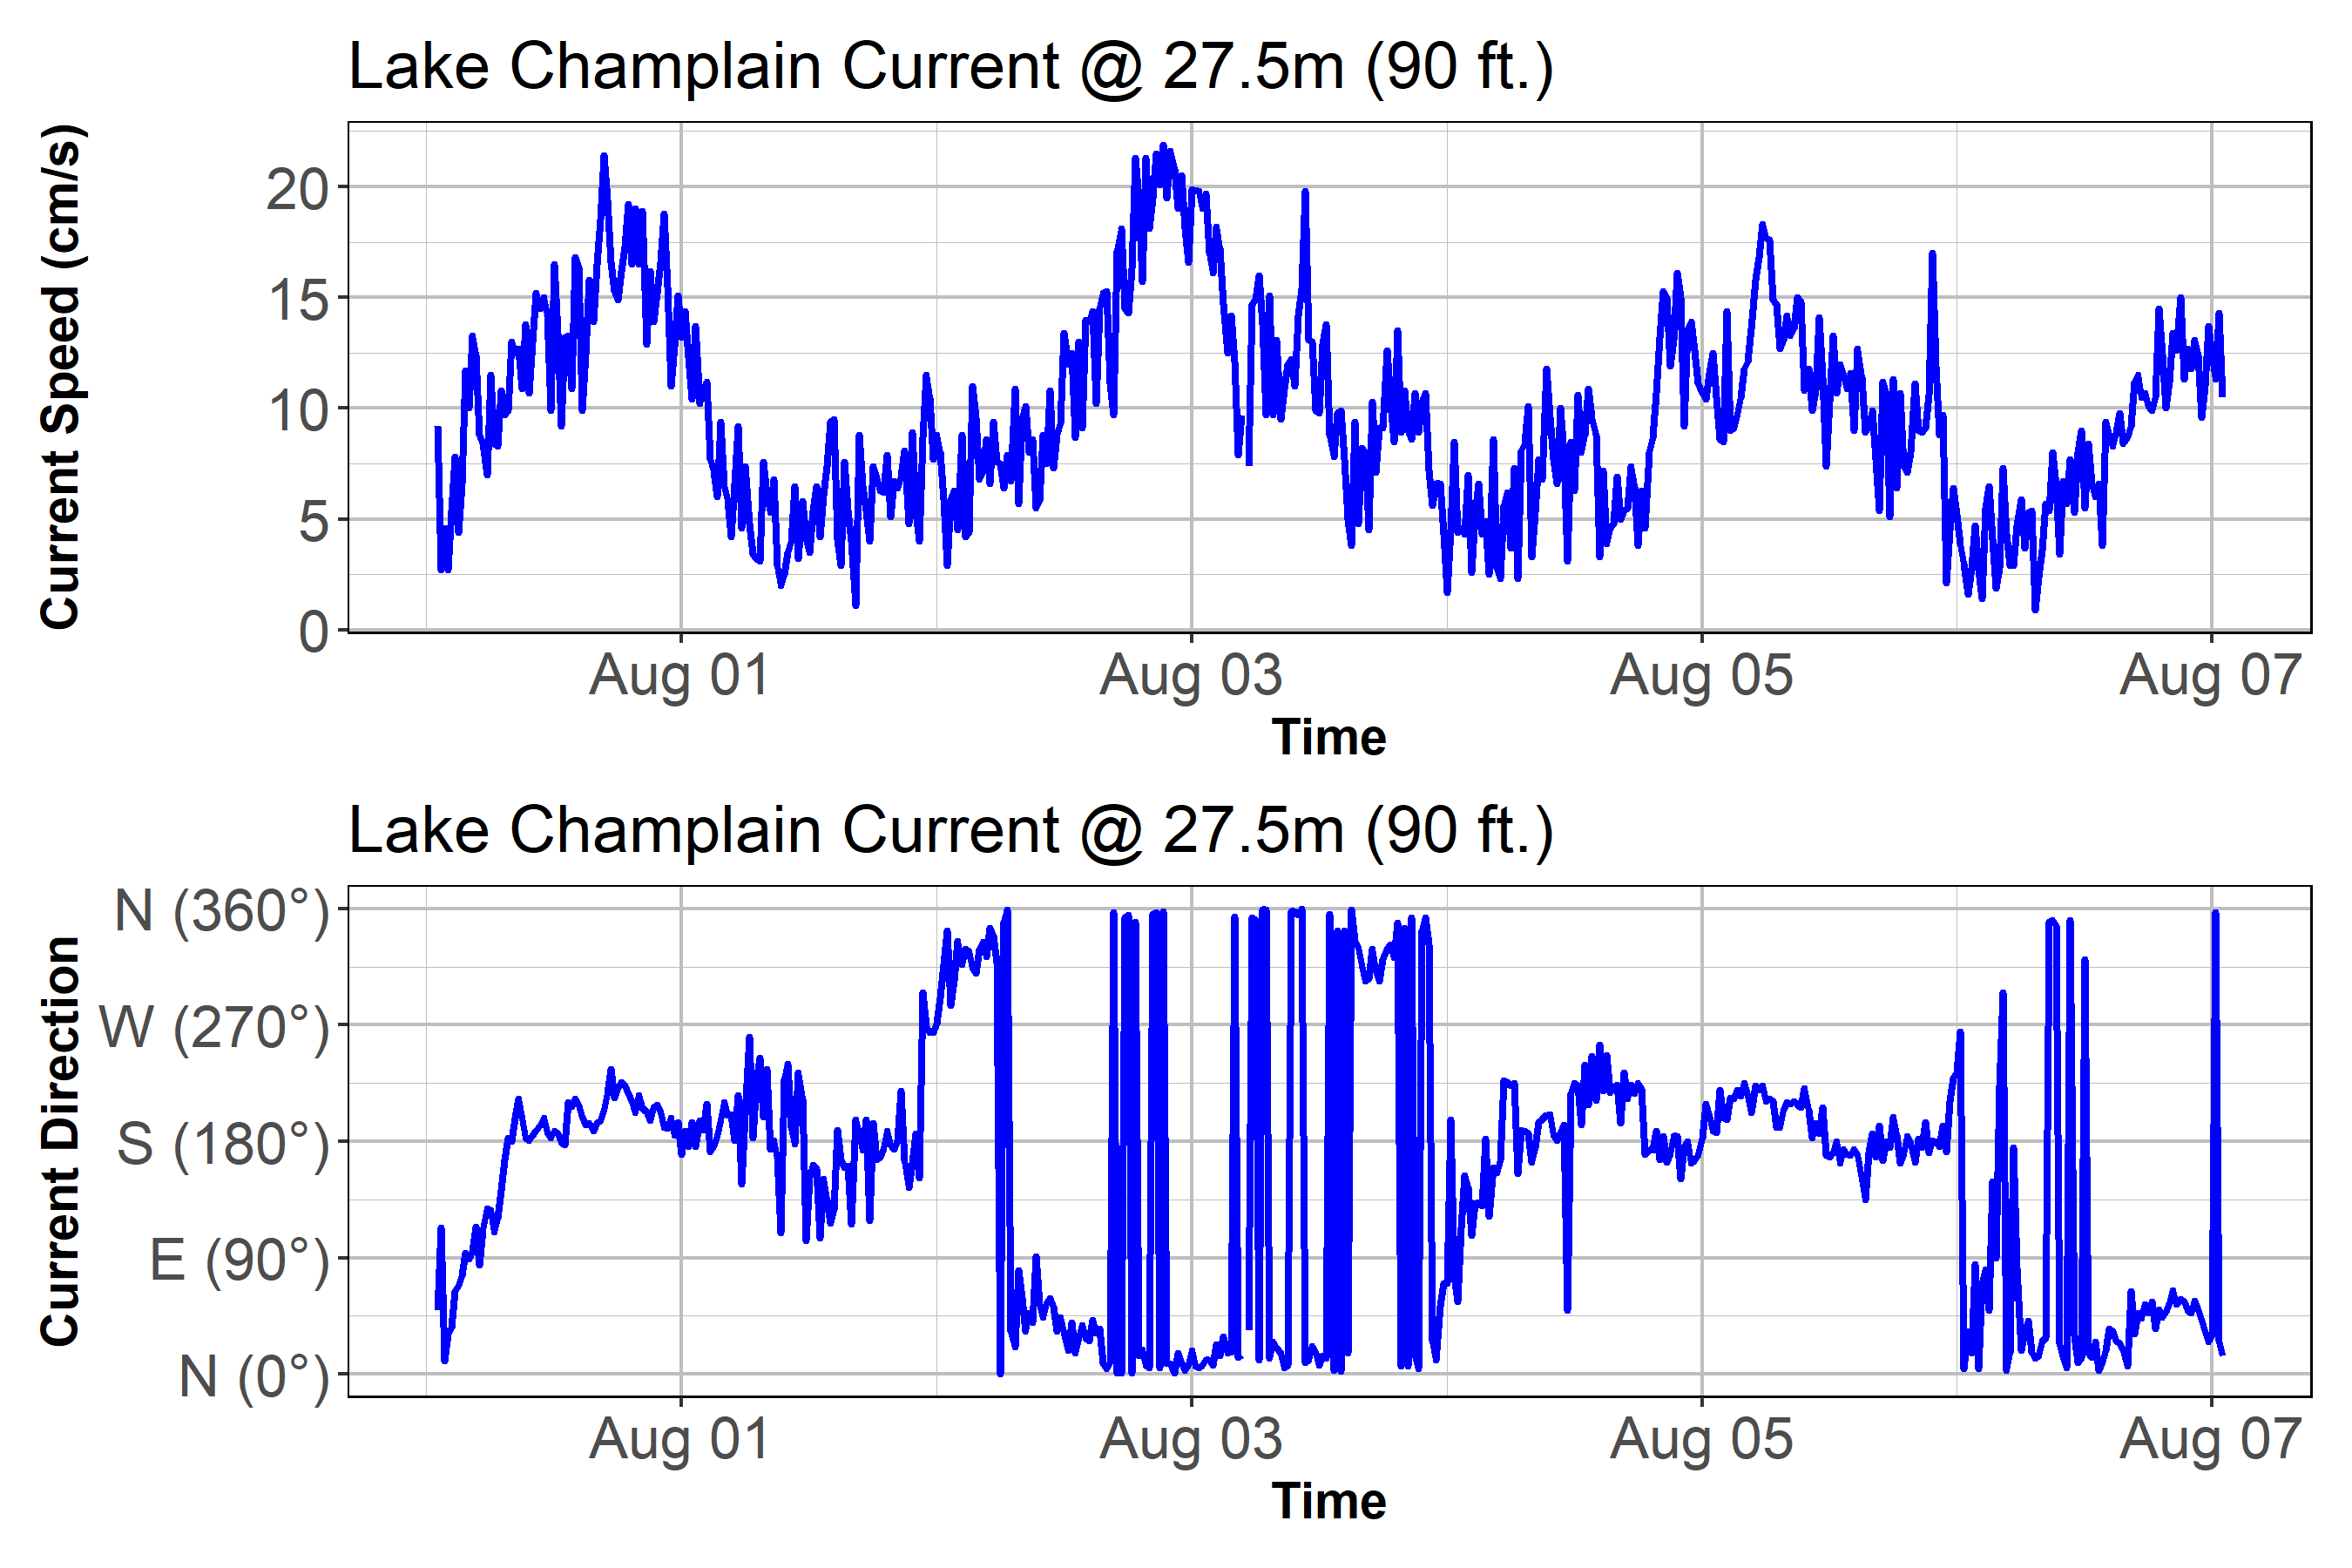 Lake Champlain Current @ 27.5m (90 ft.)
Current Speed (cm/s)
20
15
10
5
0
Aug 01 Aug 03 Aug 05 Aug 07
Time
Lake Champlain Current @ 27.5m (90 ft.)
Current Direction
N (360°)
W (270°)
S (180°)
E (90°)
N (0°)
Aug 01 Aug 03 Aug 05 Aug 07
Time